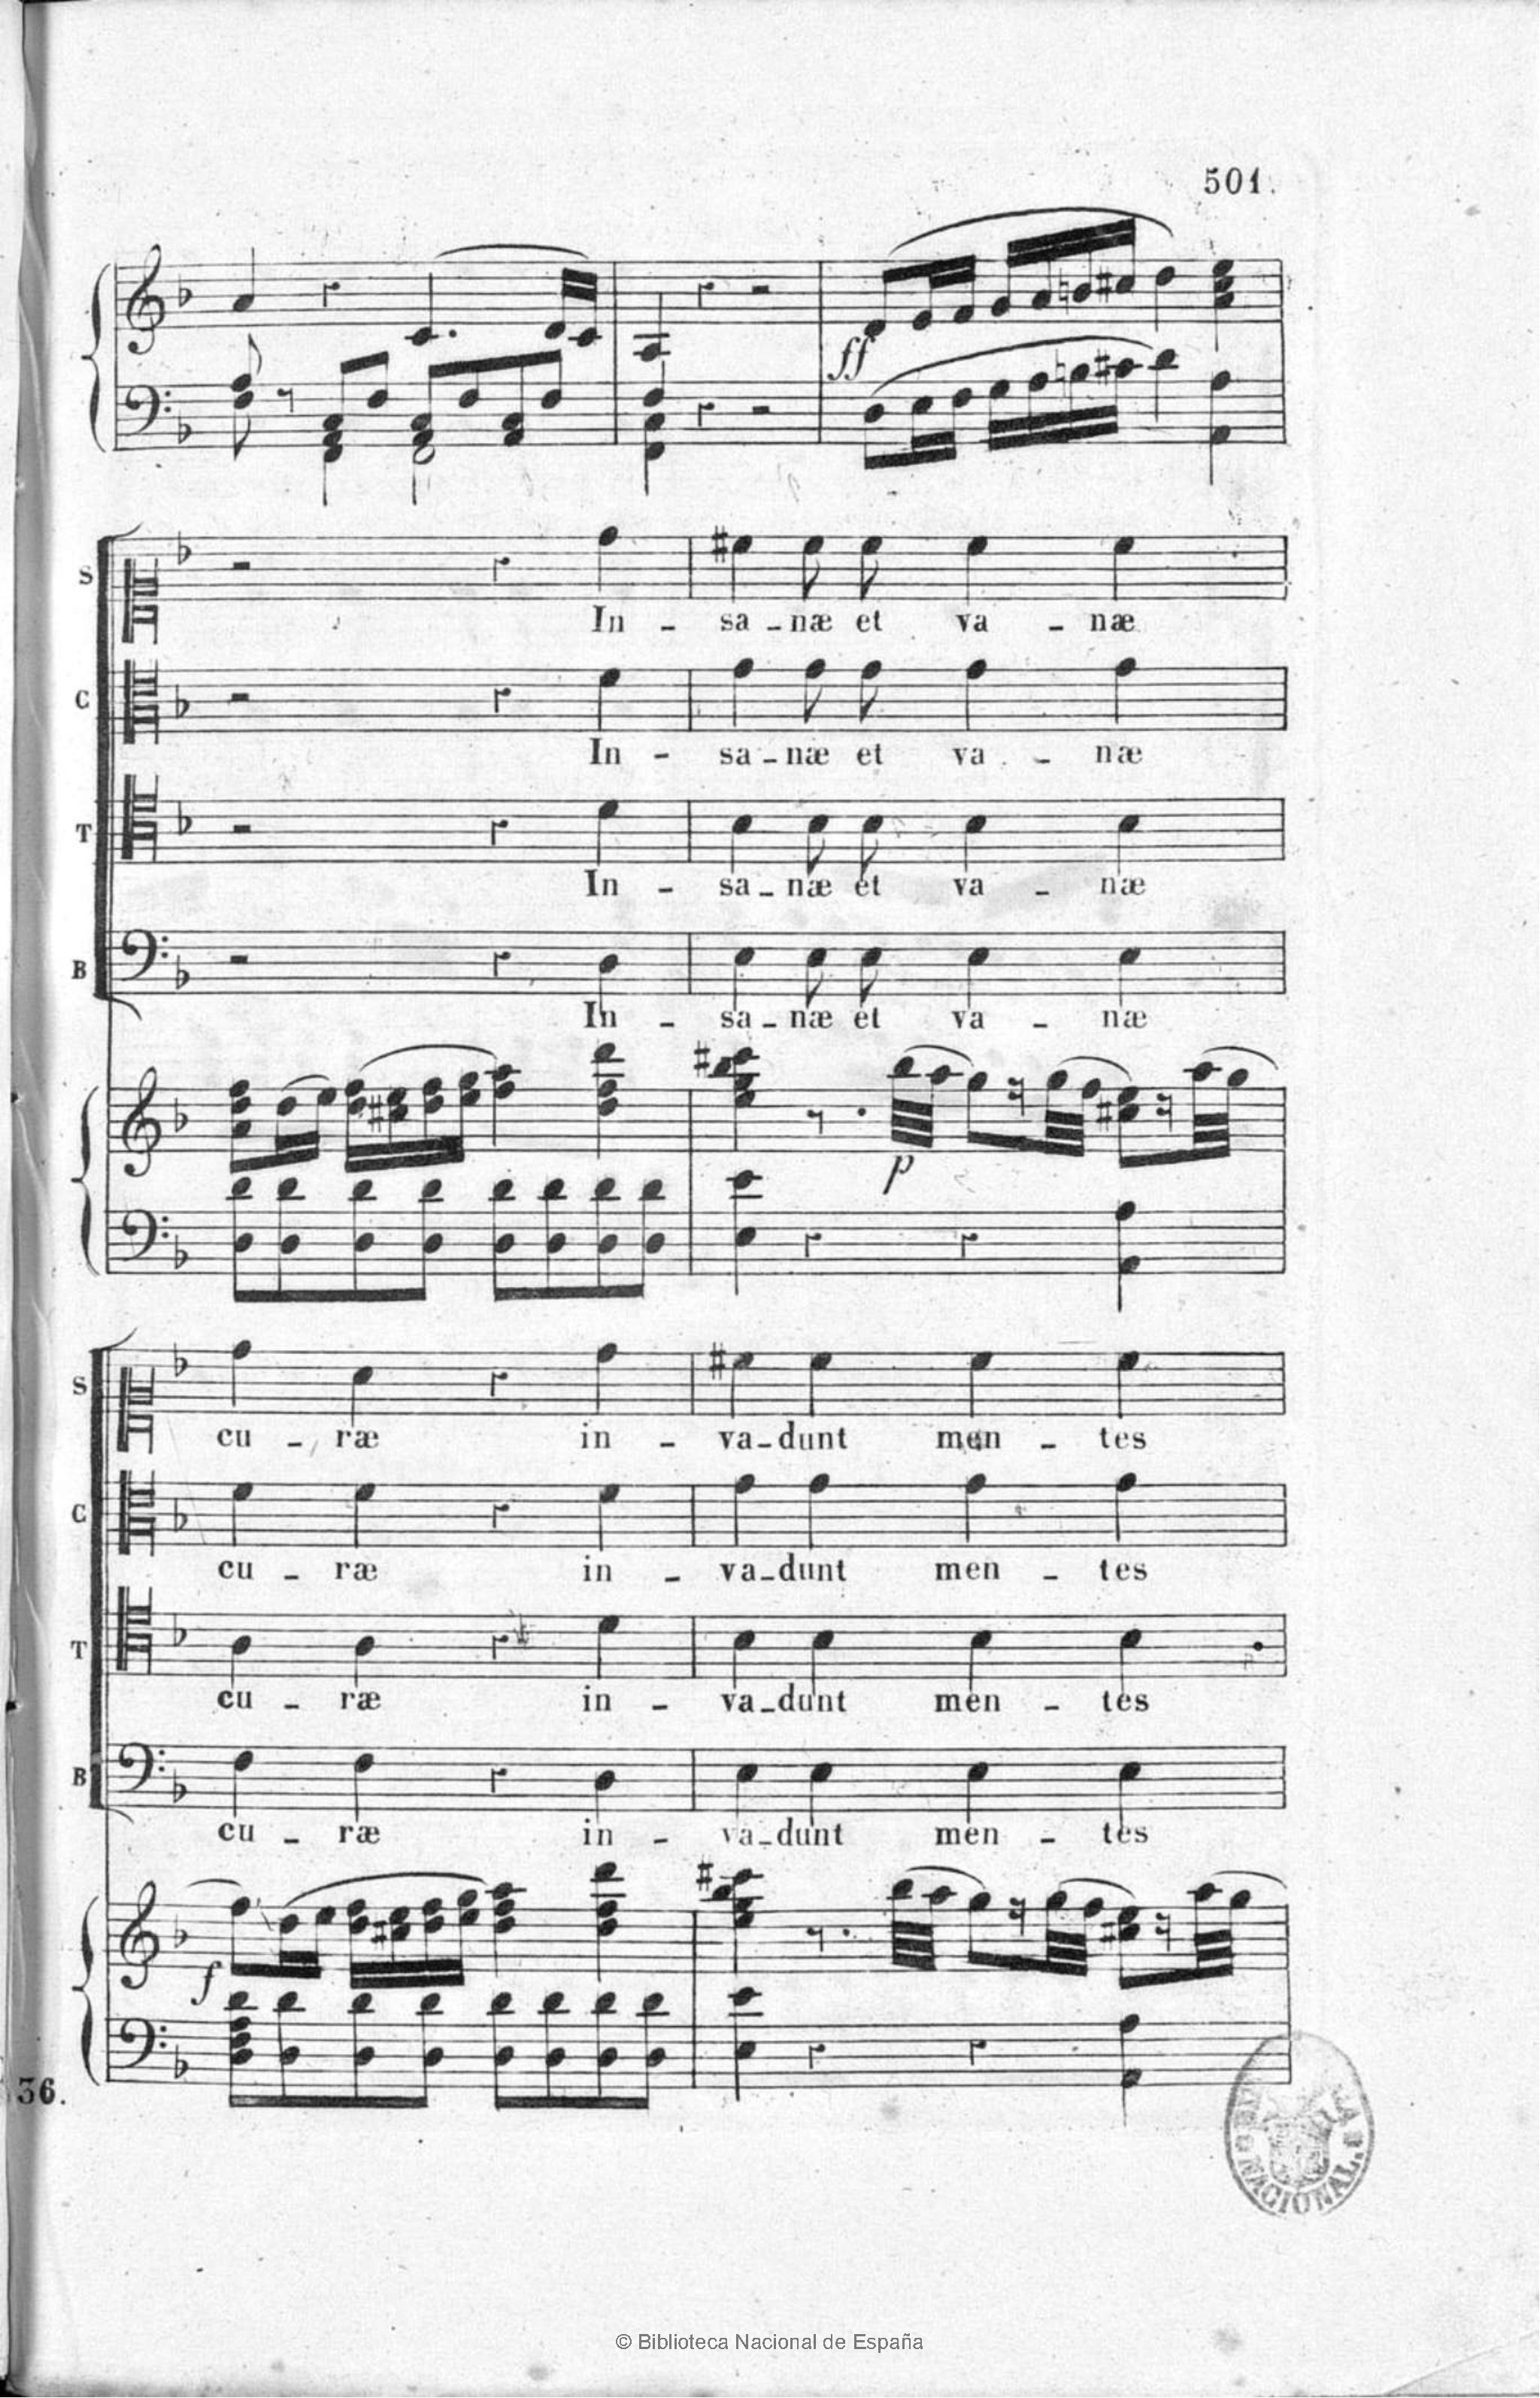 501.
ff
S
In - sa - næ et va - næ
C
In - sa - næ et va - næ
T
In - sa - næ et va - næ
B
In - sa - næ et va - næ
p
S
cu - ræ in - va - dunt men - tes
C
cu - ræ in - va - dunt men - tes
T
cu - ræ in - va - dunt men - tes
B
cu - ræ in - va - dunt men - tes
f
36.
NACIONAL
© Biblioteca Nacional de España